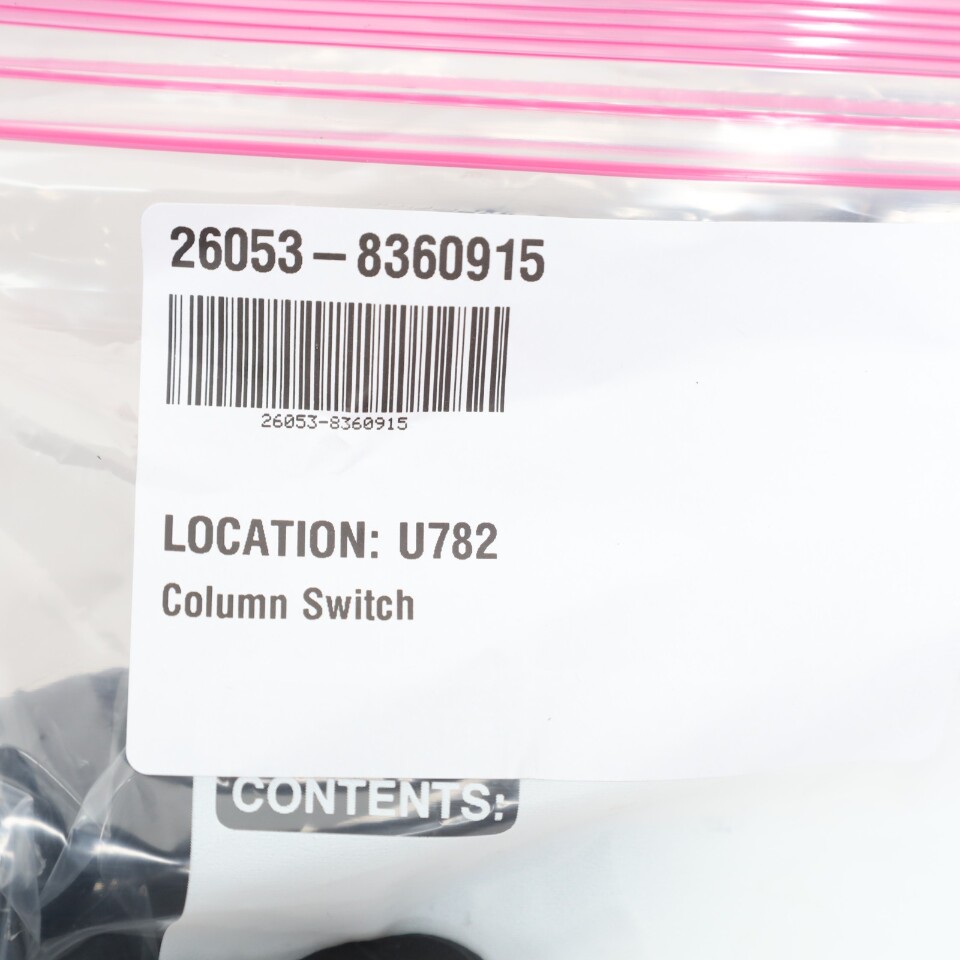 26053-8360915
26053-8360915
LOCATION: U782
Column Switch
CONTENTS: